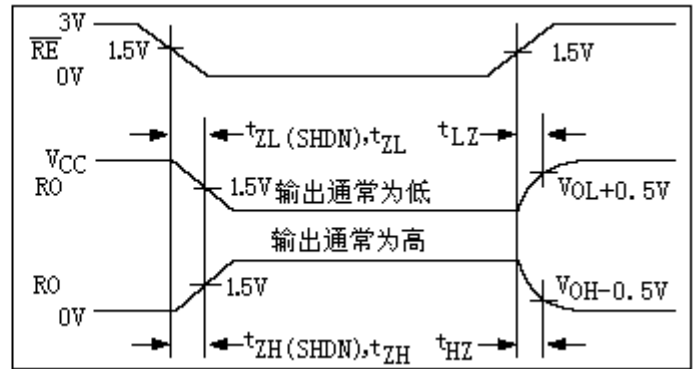 3V
RE 1.5V 1.5V
0V
tZL(SHDN),tZL tLZ
VCC
RO 1.5V 输出通常为低 VOL+0.5V
输出通常为高
RO 1.5V VOH-0.5V
0V
tZH(SHDN),tZH tHZ